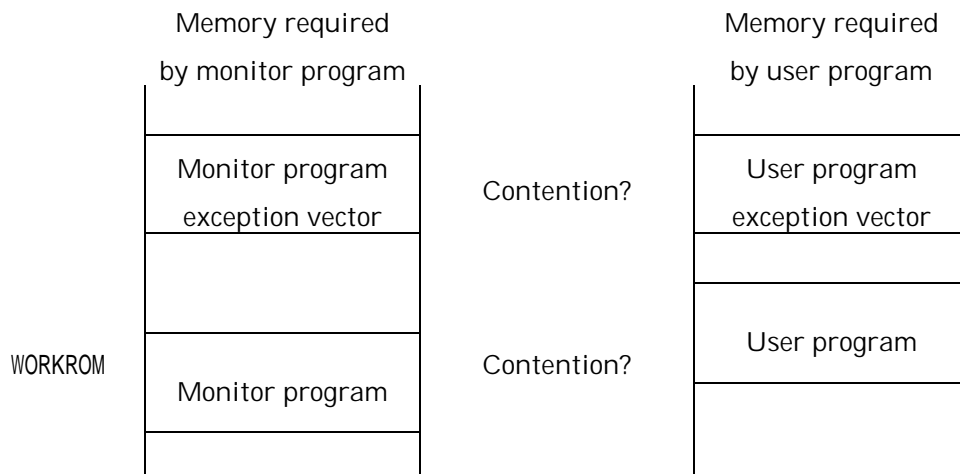 Memory required
by monitor program
Memory required
by user program
Monitor program
exception vector
Contention?
User program
exception vector
WORKROM
Monitor program
Contention?
User program